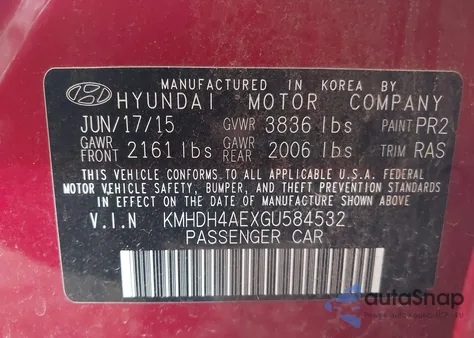 MANUFACTURED IN KOREA BY
HYUNDAI MOTOR COMPANY
JUN/17/15 GVWR 3836 lbs PAINT PR2
GAWR FRONT 2161 lbs GAWR REAR 2006 lbs TRIM RAS
THIS VEHICLE CONFORMS TO ALL APPLICABLE U.S.A. FEDERAL
MOTOR VEHICLE SAFETY, BUMPER, AND THEFT PREVENTION STANDARDS
IN EFFECT ON THE DATE OF MANUFACTURE SHOWN ABOVE.
V.I.N KMHDH4AEXGU584532
PASSENGER CAR
autoSnap